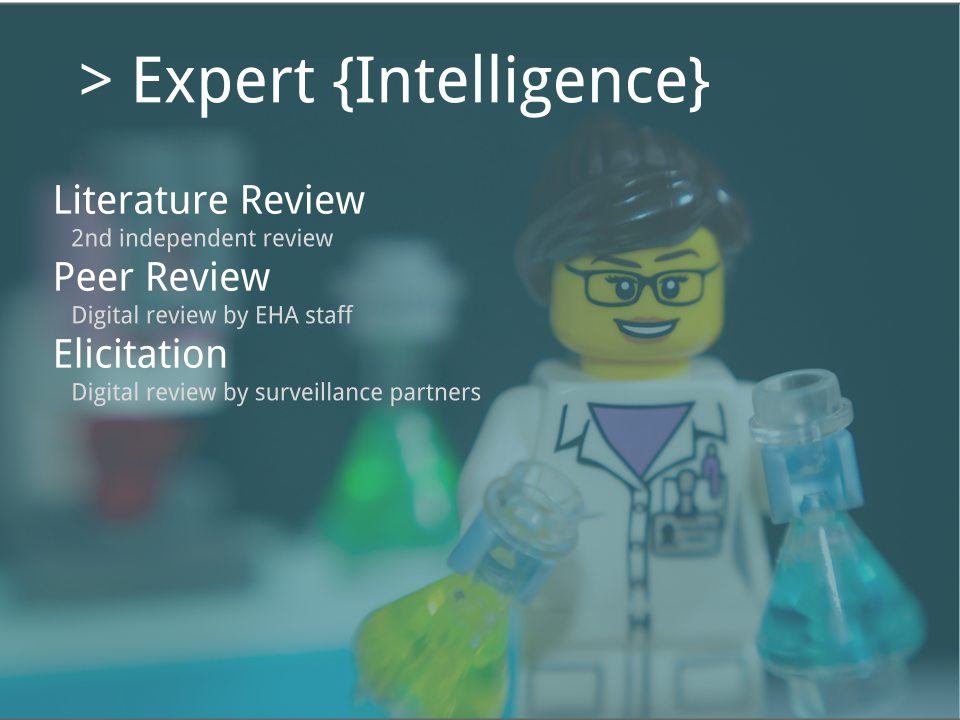 > Expert {Intelligence}
Literature Review
2nd independent review
Peer Review
Digital review by EHA staff
Elicitation
Digital review by surveillance partners